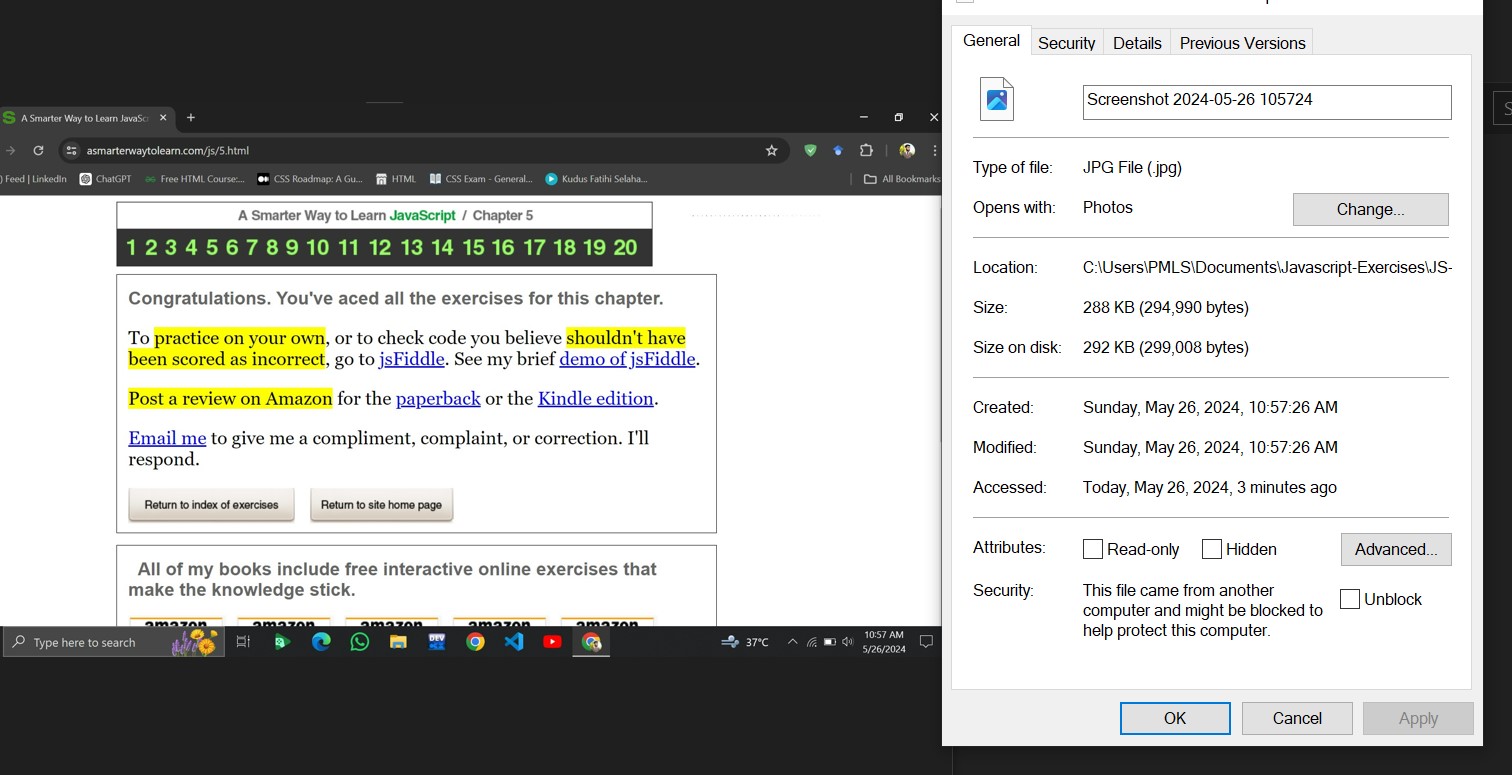 A Smarter Way to Learn JavaSc
asmarterwaytolearn.com/js/5.html
) Feed | LinkedIn ChatGPT Free HTML Course:... CSS Roadmap: A Gu... HTML CSS Exam - General... Kudus Fatihi Selaha... All Bookmarks
A Smarter Way to Learn JavaScript / Chapter 5
1 2 3 4 5 6 7 8 9 10 11 12 13 14 15 16 17 18 19 20
Congratulations. You've aced all the exercises for this chapter.
To practice on your own, or to check code you believe shouldn't have
been scored as incorrect, go to jsFiddle. See my brief demo of jsFiddle.
Post a review on Amazon for the paperback or the Kindle edition.
Email me to give me a compliment, complaint, or correction. I'll
respond.
Return to index of exercises Return to site home page
All of my books include free interactive online exercises that
make the knowledge stick.
amazon amazon amazon amazon amazon
Type here to search DEV 37°C 10:57 AM
5/26/2024
General Security Details Previous Versions
Screenshot 2024-05-26 105724
Type of file: JPG File (.jpg)
Opens with: Photos Change...
Location: C:\Users\PMLS\Documents\Javascript-Exercises\JS-
Size: 288 KB (294,990 bytes)
Size on disk: 292 KB (299,008 bytes)
Created: Sunday, May 26, 2024, 10:57:26 AM
Modified: Sunday, May 26, 2024, 10:57:26 AM
Accessed: Today, May 26, 2024, 3 minutes ago
Attributes: Read-only Hidden Advanced...
Security: This file came from another
computer and might be blocked to
help protect this computer.
Unblock
OK Cancel Apply